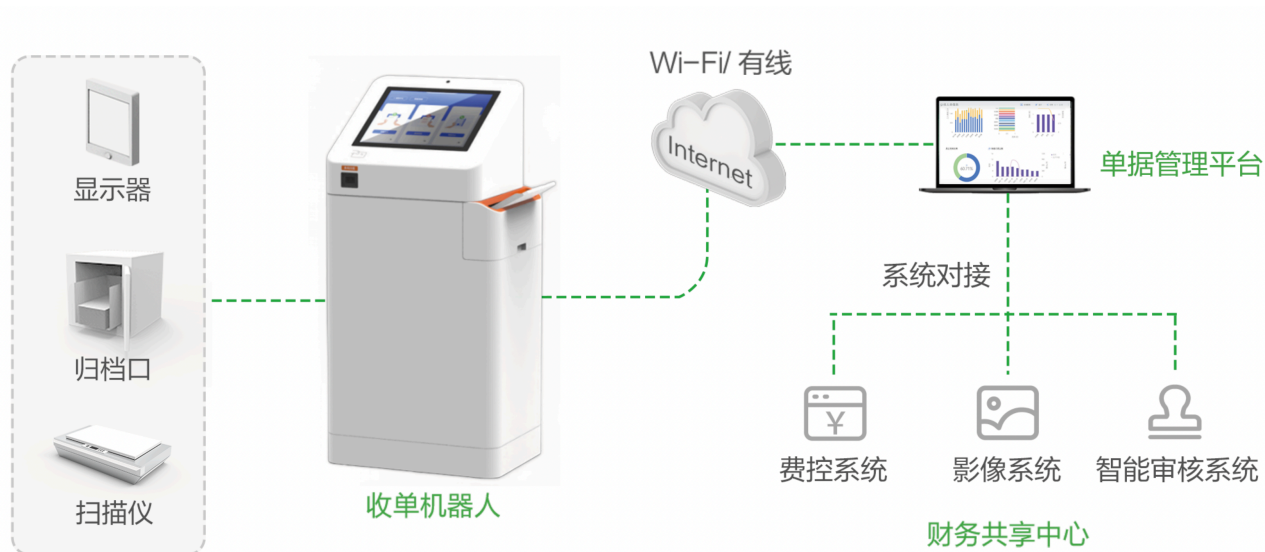 Wi-Fi/ 有线
Internet
显示器
归档口
扫描仪
收单机器人
单据管理平台
系统对接
费控系统
影像系统
智能审核系统
财务共享中心